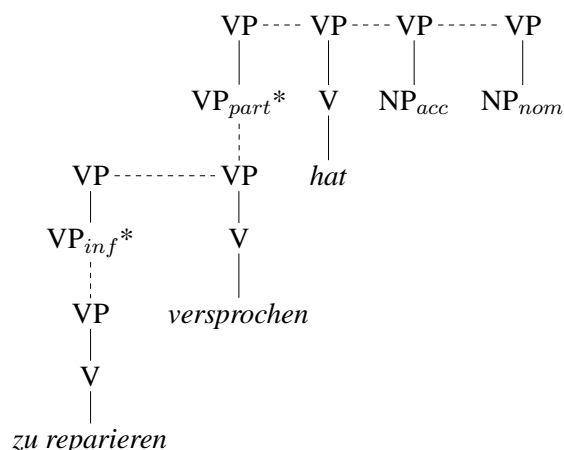 VP VP VP VP
VP_part* V NP_acc NP_nom
VP VP hat
VP_inf* V
VP versprochen
V
zu reparieren